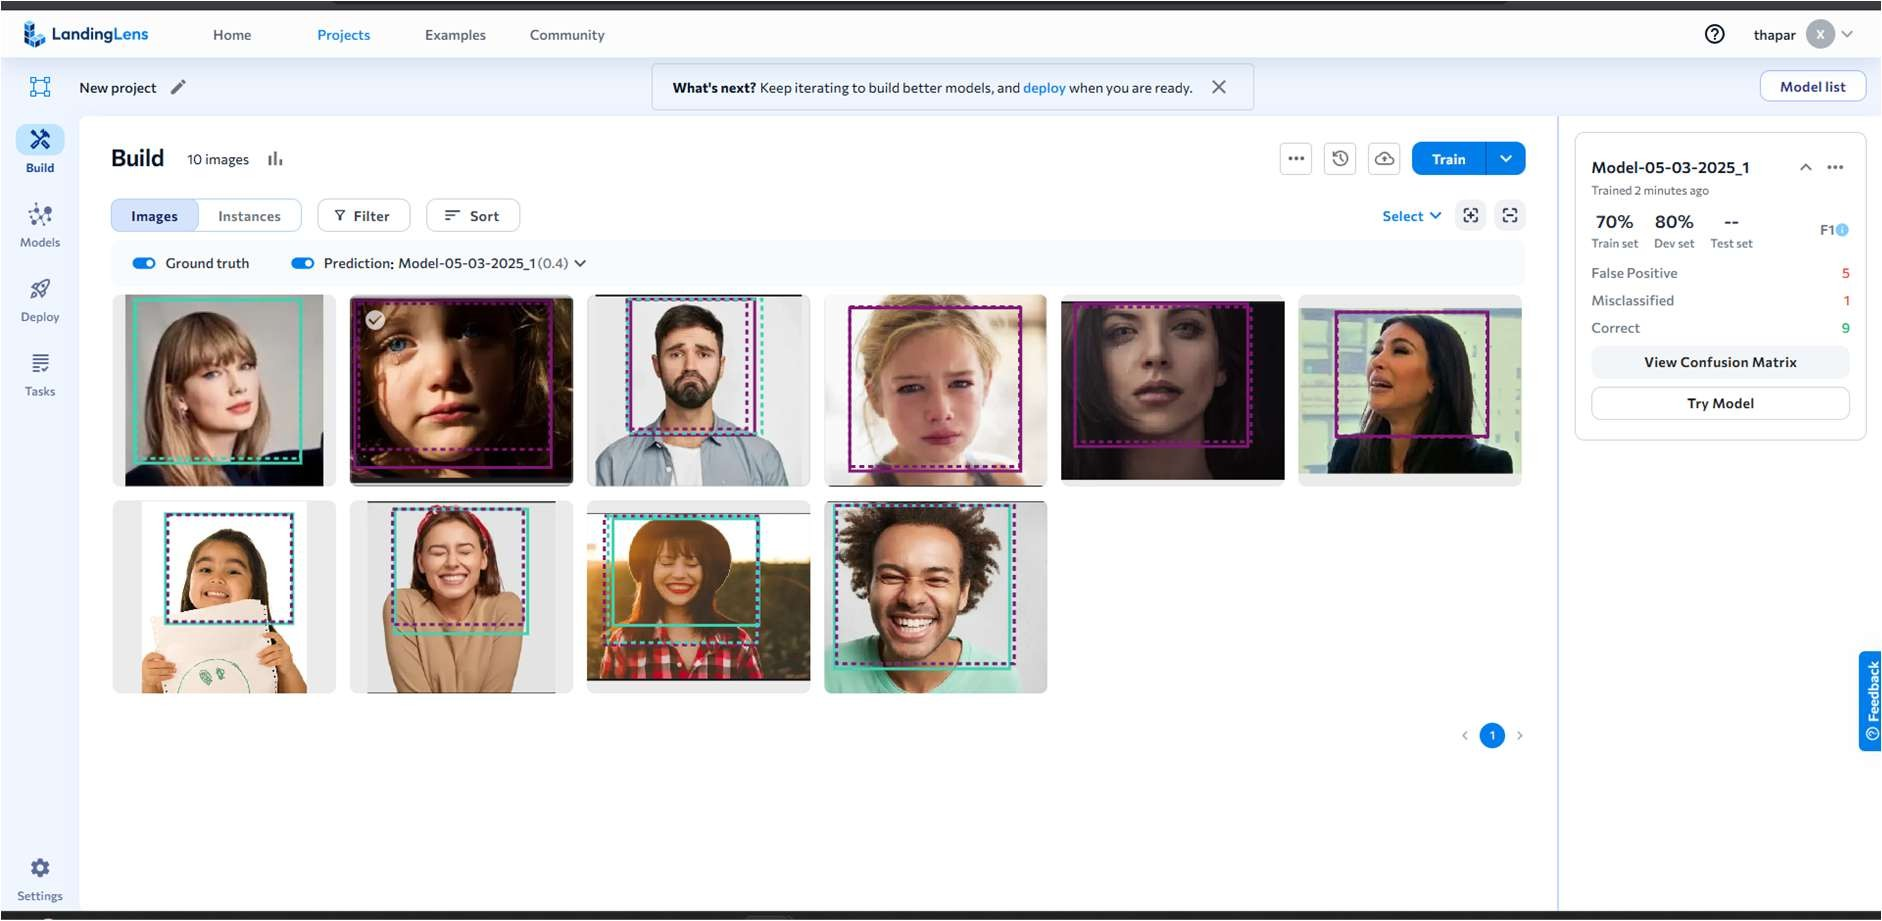 LandingLens
Home
Projects
Examples
Community
thapar
X
New project
What's next? Keep iterating to build better models, and deploy when you are ready.
Model list
Build
Models
Deploy
Tasks
Settings
Build
10 images
Train
Images
Instances
Filter
Sort
Select
Ground truth
Prediction: Model-05-03-2025_1 (0.4)
1
Model-05-03-2025_1
Trained 2 minutes ago
70% 80% --
Train set Dev set Test set
F1
False Positive 5
Misclassified 1
Correct 9
View Confusion Matrix
Try Model
Feedback